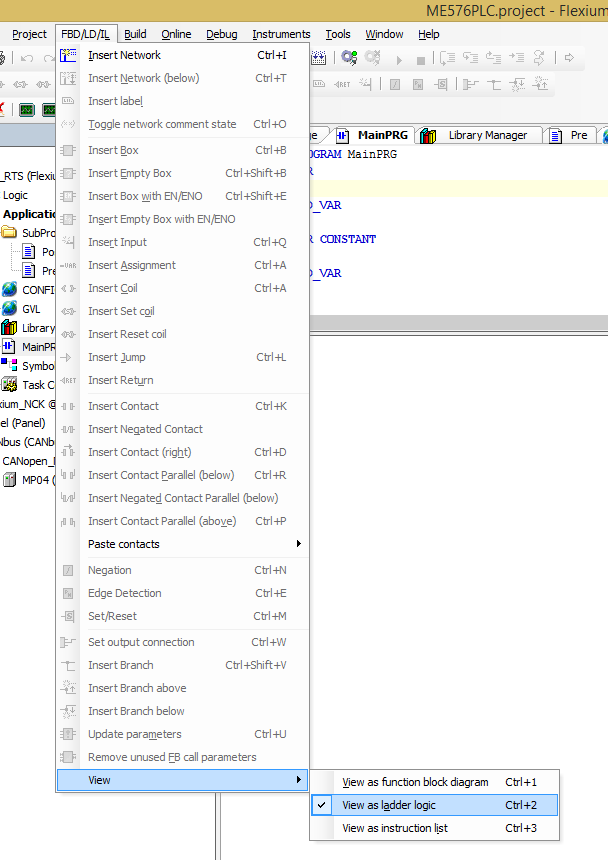 ME576PLC.project - Flexium
Project FBD/LD/IL Build Online Debug Instruments Tools Window Help
Insert Network Ctrl+I
Insert Network (below) Ctrl+T
Insert label
Toggle network comment state Ctrl+O
Insert Box Ctrl+B
Insert Empty Box Ctrl+Shift+B
Insert Box with EN/ENO Ctrl+Shift+E
Insert Empty Box with EN/ENO
Insert Input Ctrl+Q
Insert Assignment Ctrl+A
Insert Coil Ctrl+A
Insert Set coil
Insert Reset coil
Insert Jump Ctrl+L
Insert Return
Insert Contact Ctrl+K
Insert Negated Contact
Insert Contact (right) Ctrl+D
Insert Contact Parallel (below) Ctrl+R
Insert Negated Contact Parallel (below)
Insert Contact Parallel (above) Ctrl+P
Paste contacts
Negation Ctrl+N
Edge Detection Ctrl+E
Set/Reset Ctrl+M
Set output connection Ctrl+W
Insert Branch Ctrl+Shift+V
Insert Branch above
Insert Branch below
Update parameters Ctrl+U
Remove unused FB call parameters
View
View as function block diagram Ctrl+1
View as ladder logic Ctrl+2
View as instruction list Ctrl+3
MainPRG Library Manager Pre
OGRAM MainPRG
R
D_VAR
R CONSTANT
D_VAR
_RTS (Flexiu
Logic
Applicatio
SubPro
Po
Pre
CONFI
GVL
Library
MainPR
Symbo
Task C
xium_NCK @
el (Panel)
Nbus (CANb
CANopen_
MP04 (